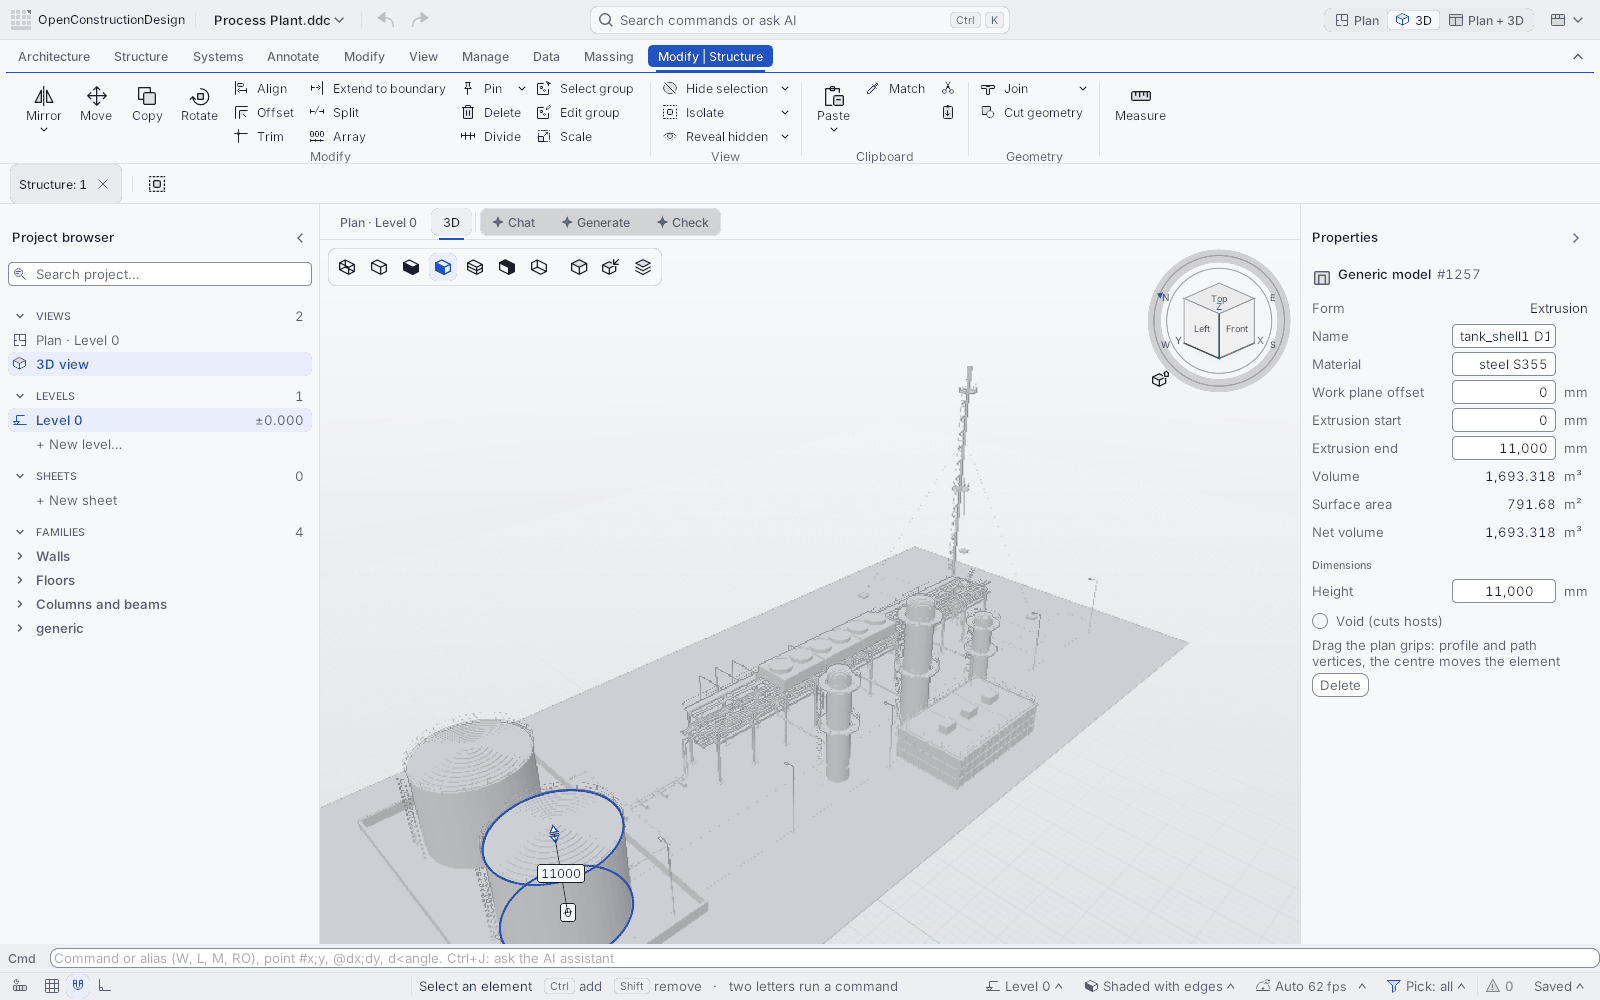 OpenConstructionDesign
Process Plant.ddc
Search commands or ask AI
Ctrl K
Plan
3D
Plan + 3D
Architecture
Structure
Systems
Annotate
Modify
View
Manage
Data
Massing
Modify | Structure
Mirror
Move
Copy
Rotate
Align
Offset
Trim
Extend to boundary
Split
Array
Pin
Delete
Divide
Select group
Edit group
Scale
Modify
Hide selection
Isolate
Reveal hidden
View
Paste
Match
Clipboard
Join
Cut geometry
Geometry
Measure
Structure: 1
Project browser
Search project...
VIEWS 2
Plan · Level 0
3D view
LEVELS 1
Level 0 ±0.000
+ New level...
SHEETS 0
+ New sheet
FAMILIES 4
Walls
Floors
Columns and beams
generic
Plan · Level 0
3D
Chat
Generate
Check
N
E
S
W
Top
Z
Left
Front
Y
X
11000
0
Properties
Generic model #1257
Form Extrusion
Name tank_shell1 D1
Material steel S355
Work plane offset 0 mm
Extrusion start 0 mm
Extrusion end 11,000 mm
Volume 1,693.318 m³
Surface area 791.68 m²
Net volume 1,693.318 m³
Dimensions
Height 11,000 mm
Void (cuts hosts)
Drag the plan grips: profile and path
vertices, the centre moves the element
Delete
Cmd
Command or alias (W, L, M, RO), point #x;y, @dx;dy, d<angle. Ctrl+J: ask the AI assistant
Select an element Ctrl add Shift remove · two letters run a command
Level 0
Shaded with edges
Auto 62 fps
Pick: all
0
Saved